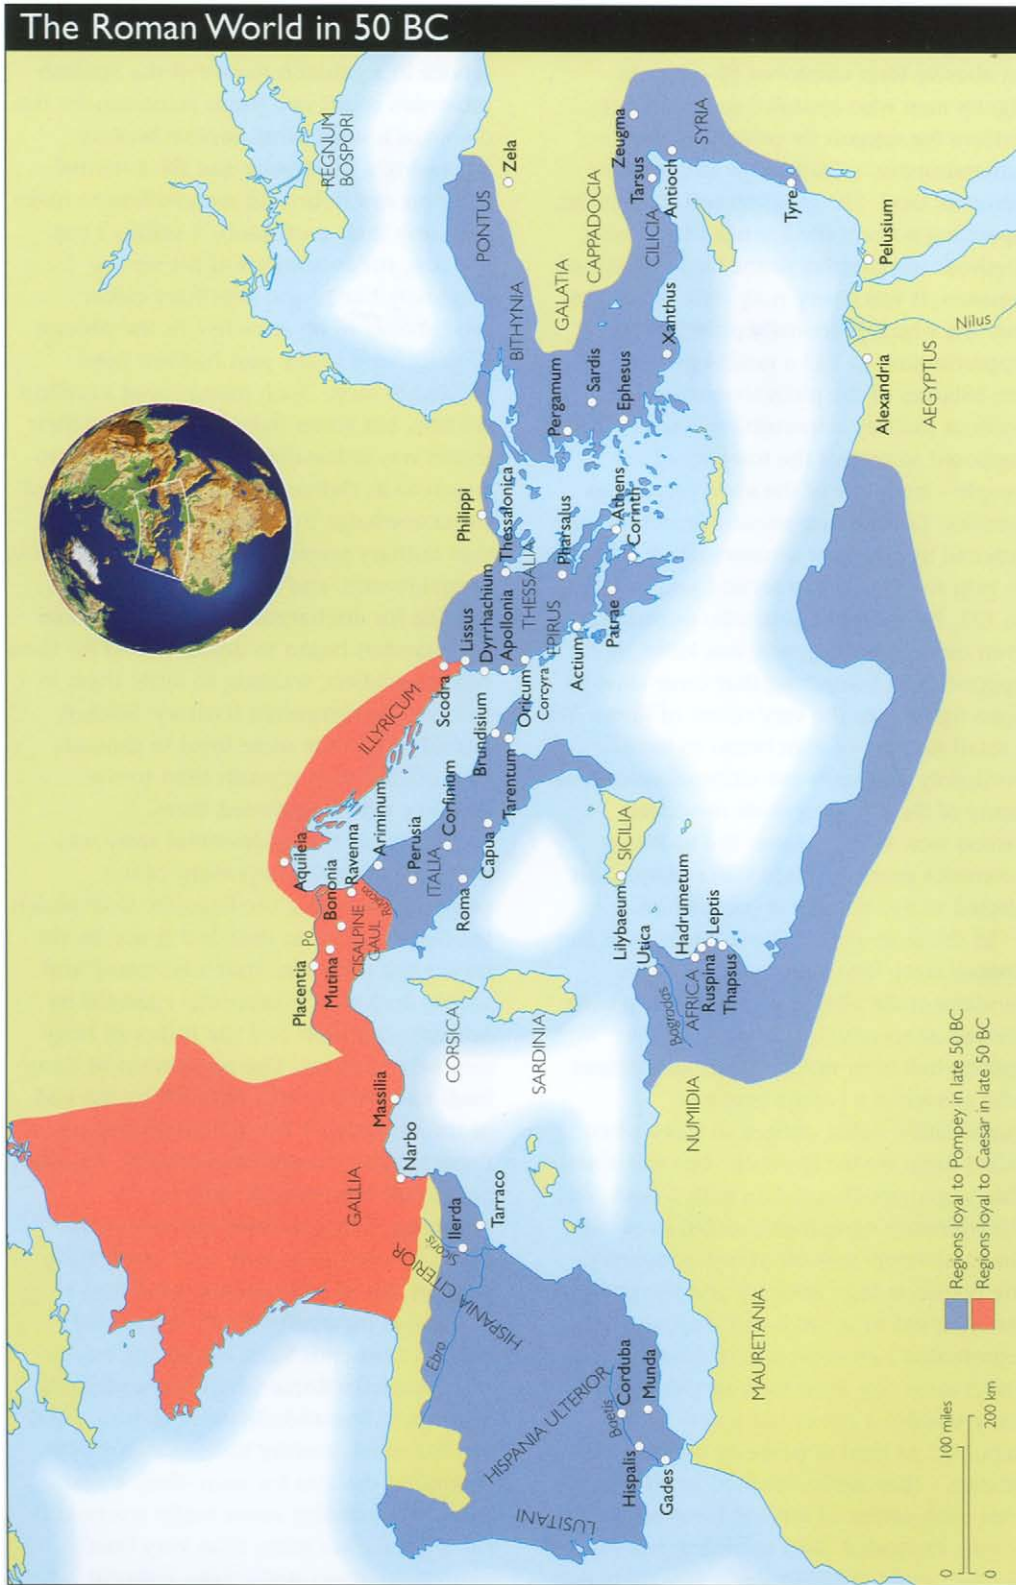 The Roman World in 50 BC
REGNUM
BOSPORI
PONTUS
Zela
BITHYNIA
GALATIA
CAPPADOCIA
Zeugma
Tarsus
CILICIA
Antioch
SYRIA
Tyre
Pelusium
Nilus
Alexandria
AEGYPTUS
Xanthus
Pergamum
Sardis
Ephesus
Philippi
Thessalonica
THESSALIA
Pharsalus
Athens
Corinth
Patrae
Actium
EPIRUS
Lissus
Dyrrhachium
Apollonia
Oricum
Corcyra
Scodra
ILLYRICUM
Brundisium
Tarentum
Corfinium
Capua
ITALIA
Roma
Perusia
Ariminum
Ravenna
Rubicon
Aquileia
Bononia
CISALPINE
GAUL
Po
Placentia
Mutina
SICILIA
Lilybaeum
Utica
Bagradas
AFRICA
Hadrumetum
Ruspina
Leptis
Thapsus
CORSICA
SARDINIA
NUMIDIA
Massilia
Narbo
GALLIA
Ilerda
Sicoris
Tarraco
HISPANIA CITERIOR
Ebro
HISPANIA ULTERIOR
Baetis
Corduba
Munda
Hispalis
Gades
LUSITANI
MAURETANIA
Regions loyal to Pompey in late 50 BC
Regions loyal to Caesar in late 50 BC
0 100 miles
0 200 km